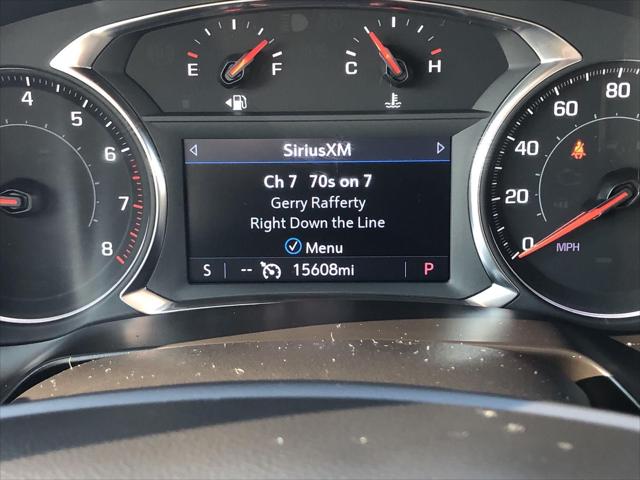 E F
C H
4
5
6
7
8
0
20
40
60
80
MPH
SiriusXM
Ch 7 70s on 7
Gerry Rafferty
Right Down the Line
Menu
S -- 15608mi P